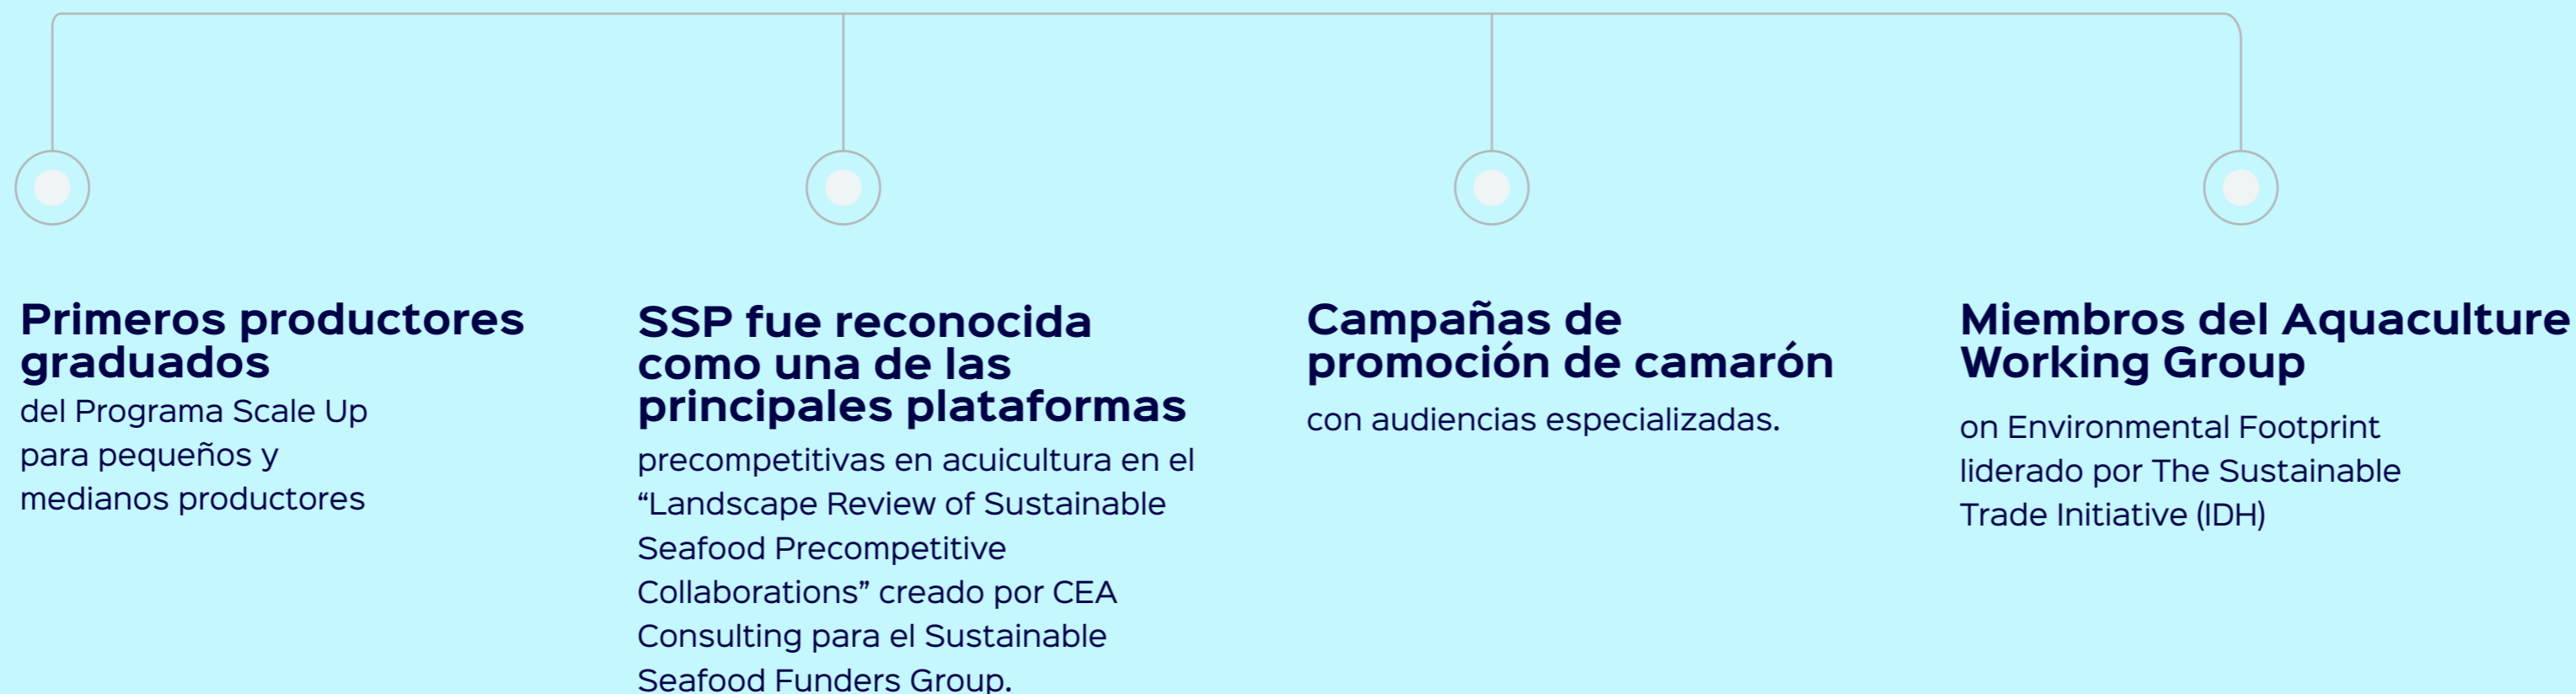 Primeros productores
graduados
del Programa Scale Up
para pequeños y
medianos productores
SSP fue reconocida
como una de las
principales plataformas
precompetitivas en acuicultura en el
“Landscape Review of Sustainable
Seafood Precompetitive
Collaborations” creado por CEA
Consulting para el Sustainable
Seafood Funders Group.
Campañas de
promoción de camarón
con audiencias especializadas.
Miembros del Aquaculture
Working Group
on Environmental Footprint
liderado por The Sustainable
Trade Initiative (IDH)